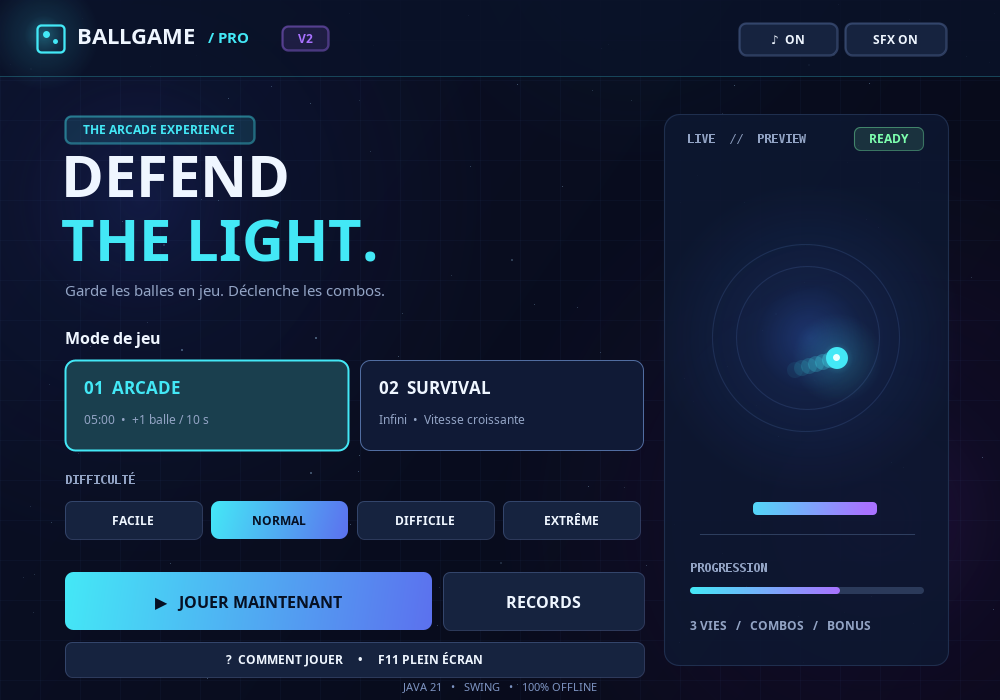 BALLGAME / PRO V2 ♪ ON SFX ON
THE ARCADE EXPERIENCE
DEFEND
THE LIGHT.
Garde les balles en jeu. Déclenche les combos.
Mode de jeu
01 ARCADE
05:00 • +1 balle / 10 s
02 SURVIVAL
Infini • Vitesse croissante
DIFFICULTÉ
FACILE NORMAL DIFFICILE EXTRÊME
▶ JOUER MAINTENANT RECORDS
? COMMENT JOUER • F11 PLEIN ÉCRAN
LIVE // PREVIEW READY
PROGRESSION
3 VIES / COMBOS / BONUS
JAVA 21 • SWING • 100% OFFLINE